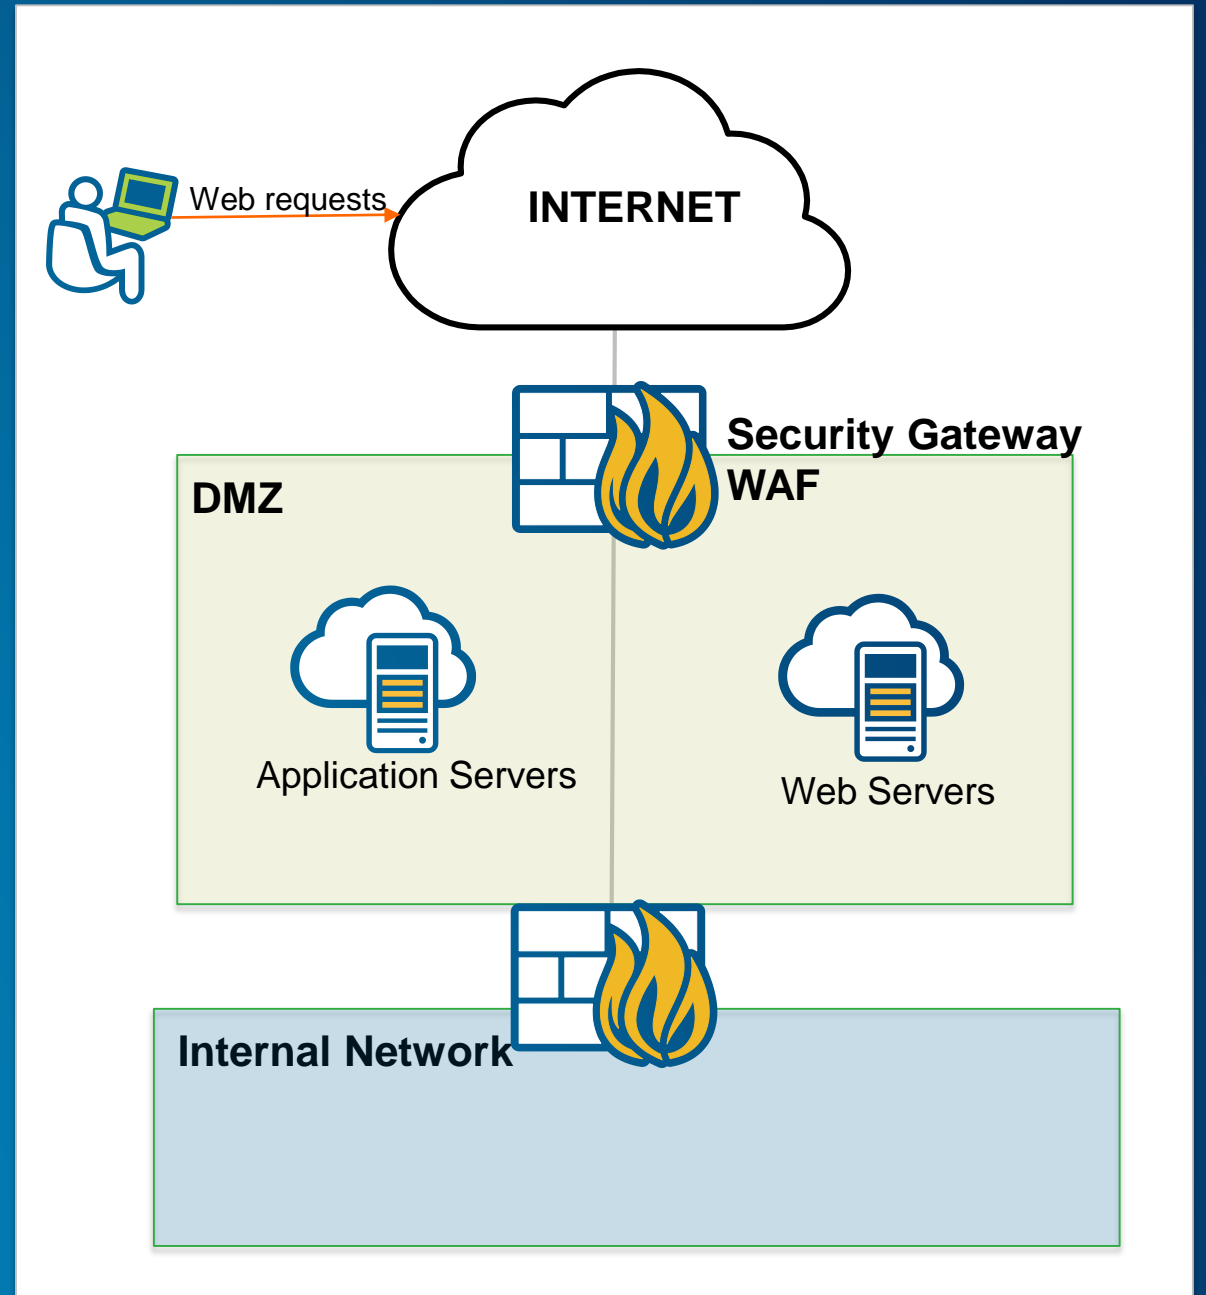 Web requests
INTERNET
Security Gateway
WAF
DMZ
Application Servers
Web Servers
Internal Network